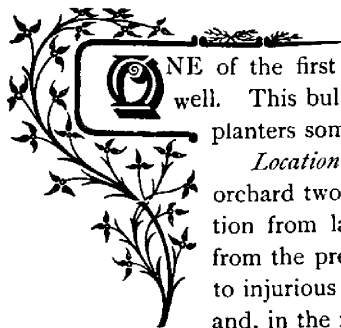 ONE of the first
well. This bul
planters som
Location
orchard two
tion from la
from the pre
to injurious
and, in the